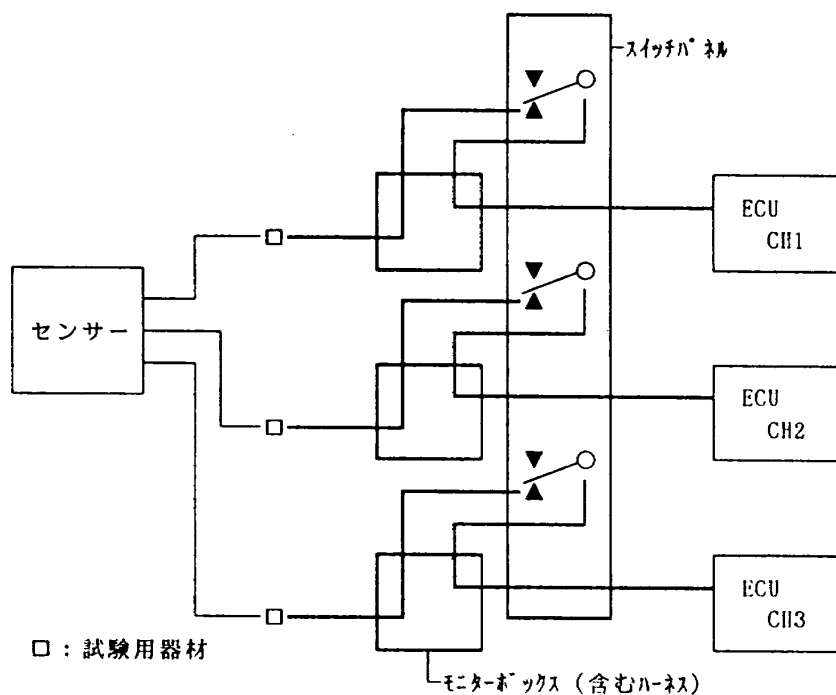 スイッチパネル
ECU
CH1
センサー
ECU
CH2
ECU
CH3
□:試験用器材
モニターボックス(含むハーネス)